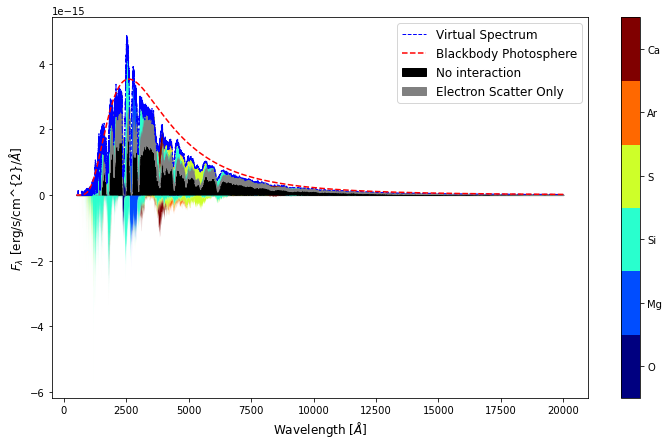 1e−15
Virtual Spectrum
Blackbody Photosphere
No interaction
Electron Scatter Only
4
2
0
−2
−4
−6
F_λ [erg/s/cm^{2}/Å]
0 2500 5000 7500 10000 12500 15000 17500 20000
Wavelength [Å]
Ca
Ar
S
Si
Mg
O